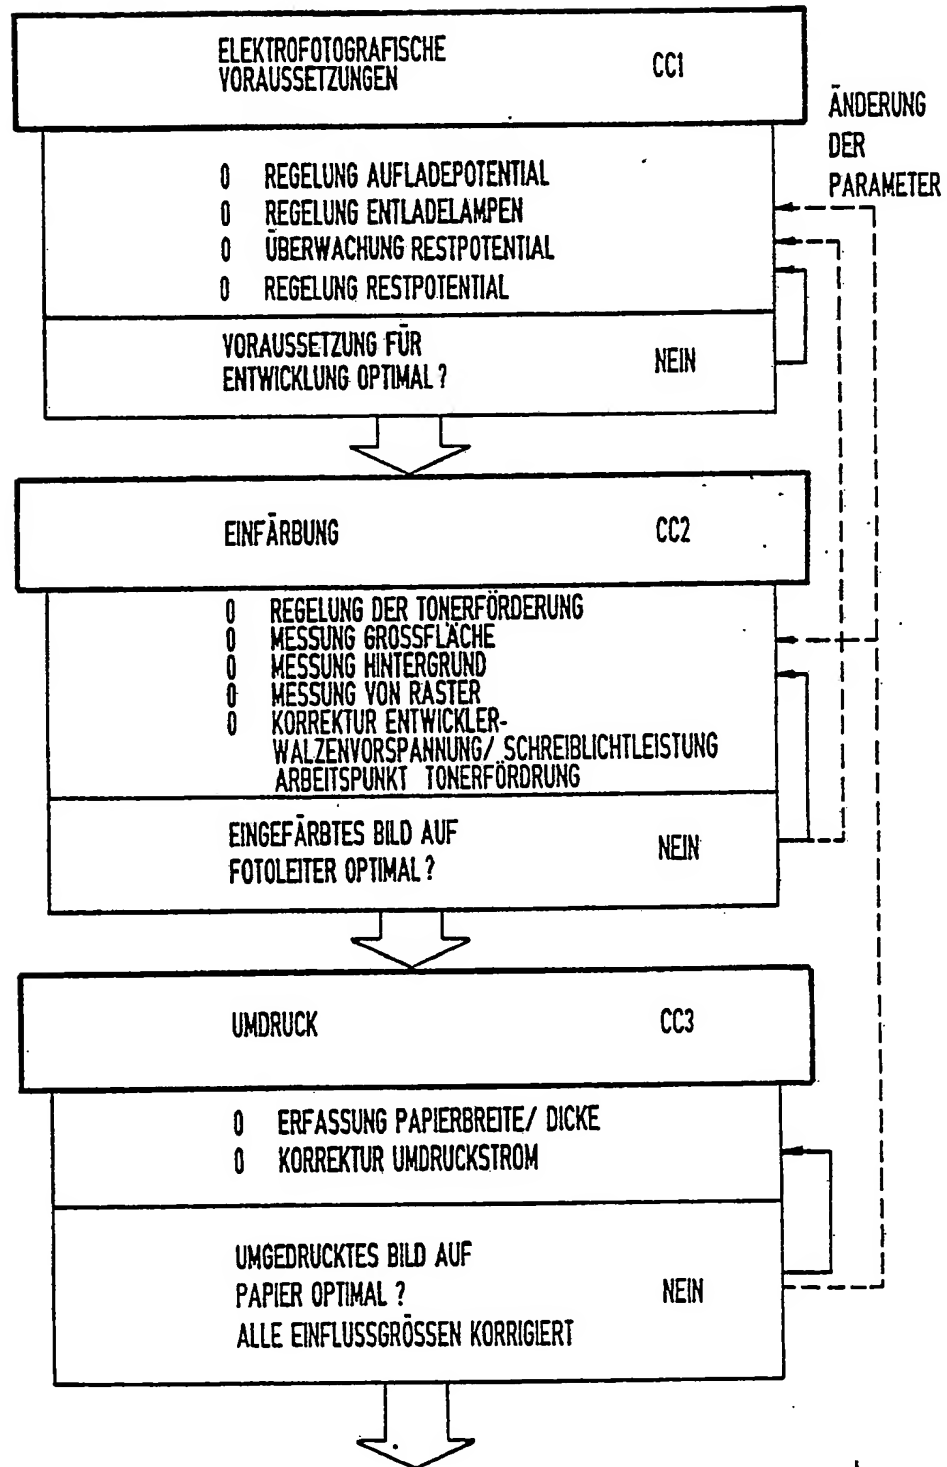 ELEKTROFOTOGRAFISCHE
VORAUSSETZUNGEN
CC1
ÄNDERUNG
DER
PARAMETER
0 REGELUNG AUFLADEPOTENTIAL
0 REGELUNG ENTLADELAMPEN
0 ÜBERWACHUNG RESTPOTENTIAL
0 REGELUNG RESTPOTENTIAL
VORAUSSETZUNG FÜR
ENTWICKLUNG OPTIMAL ?
NEIN
EINFÄRBUNG
CC2
0 REGELUNG DER TONERFÖRDERUNG
0 MESSUNG GROSSFLÄCHE
0 MESSUNG HINTERGRUND
0 MESSUNG VON RASTER
0 KORREKTUR ENTWICKLER-
WALZENVORSPANNUNG/ SCHREIBLICHTLEISTUNG
ARBEITSPUNKT TONERFÖRDRUNG
EINGEFÄRBTES BILD AUF
FOTOLEITER OPTIMAL ?
NEIN
UMDRUCK
CC3
0 ERFASSUNG PAPIERBREITE/ DICKE
0 KORREKTUR UMDRUCKSTROM
UMGEDRUCKTES BILD AUF
PAPIER OPTIMAL ?
NEIN
ALLE EINFLUSSGRÖSSEN KORRIGIERT